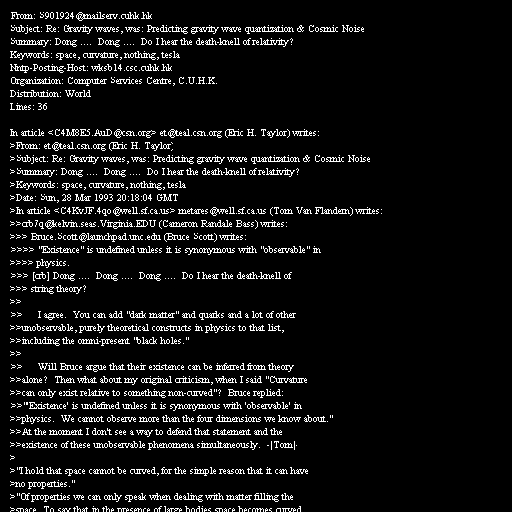 From: S901924@mailserv.cuhk.hk
Subject: Re: Gravity waves, was: Predicting gravity wave quantization & Cosmic Noise
Summary: Dong .... Dong .... Do I hear the death-knell of relativity?
Keywords: space, curvature, nothing, tesla
Nntp-Posting-Host: wksb14.csc.cuhk.hk
Organization: Computer Services Centre, C.U.H.K.
Distribution: World
Lines: 36

In article <C4M8E5.AuD@csn.org> et@teal.csn.org (Eric H. Taylor) writes:
>From: et@teal.csn.org (Eric H. Taylor)
>Subject: Re: Gravity waves, was: Predicting gravity wave quantization & Cosmic Noise
>Summary: Dong .... Dong .... Do I hear the death-knell of relativity?
>Keywords: space, curvature, nothing, tesla
>Date: Sun, 28 Mar 1993 20:18:04 GMT
>In article <C4KvJF.4qo@well.sf.ca.us> metares@well.sf.ca.us (Tom Van Flandern) writes:
>>crb7q@kelvin.seas.Virginia.EDU (Cameron Randale Bass) writes:
>>> Bruce.Scott@launchpad.unc.edu (Bruce Scott) writes:
>>>> "Existence" is undefined unless it is synonymous with "observable" in
>>>> physics.
>>> [crb] Dong .... Dong .... Dong .... Do I hear the death-knell of
>>> string theory?
>>
>> I agree. You can add "dark matter" and quarks and a lot of other
>>unobservable, purely theoretical constructs in physics to that list,
>>including the omni-present "black holes."
>>
>> Will Bruce argue that their existence can be inferred from theory
>>alone? Then what about my original criticism, when I said "Curvature
>>can only exist relative to something non-curved"? Bruce replied:
>>"'Existence' is undefined unless it is synonymous with 'observable' in
>>physics. We cannot observe more than the four dimensions we know about."
>>At the moment I don't see a way to defend that statement and the
>>existence of these unobservable phenomena simultaneously. -|Tom|-
>
>"I hold that space cannot be curved, for the simple reason that it can have
>no properties."
>"Of properties we can only speak when dealing with matter filling the
>space. To say that in the presence of large bodies space becomes curved